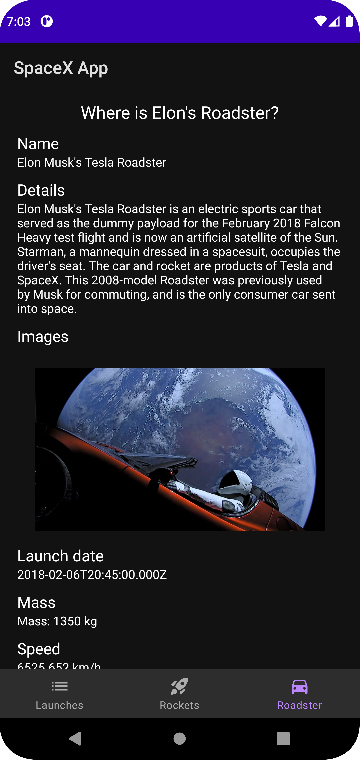 7:03
SpaceX App
Where is Elon's Roadster?
Name
Elon Musk's Tesla Roadster
Details
Elon Musk's Tesla Roadster is an electric sports car that
served as the dummy payload for the February 2018 Falcon
Heavy test flight and is now an artificial satellite of the Sun.
Starman, a mannequin dressed in a spacesuit, occupies the
driver's seat. The car and rocket are products of Tesla and
SpaceX. This 2008-model Roadster was previously used
by Musk for commuting, and is the only consumer car sent
into space.
Images
Launch date
2018-02-06T20:45:00.000Z
Mass
Mass: 1350 kg
Speed
6525.652 km/h
Launches
Rockets
Roadster